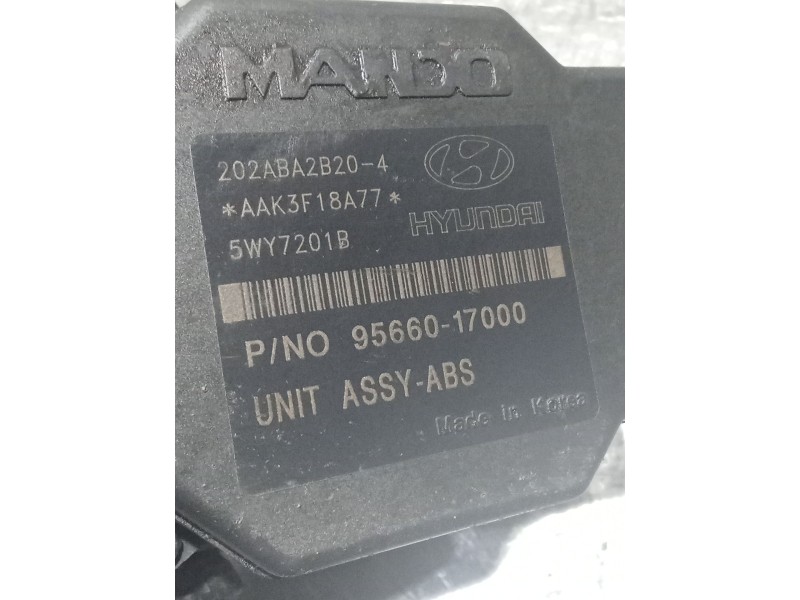 MANDO
202ABA2B20-4
*AAK3F18A77*
5WY7201B
HYUNDAI
P/NO 95660-17000
UNIT ASSY-ABS
Made in Korea